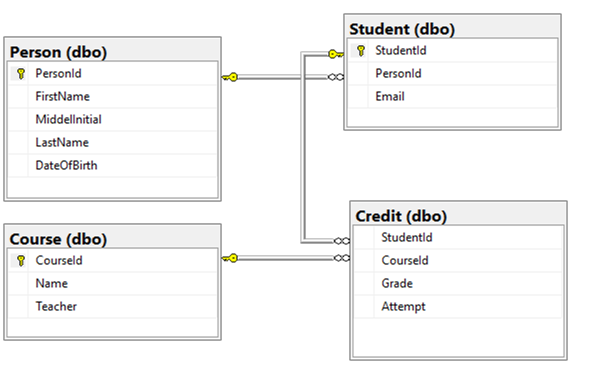 Person (dbo)
PersonId
FirstName
MiddelInitial
LastName
DateOfBirth
Student (dbo)
StudentId
PersonId
Email
Course (dbo)
CourseId
Name
Teacher
Credit (dbo)
StudentId
CourseId
Grade
Attempt